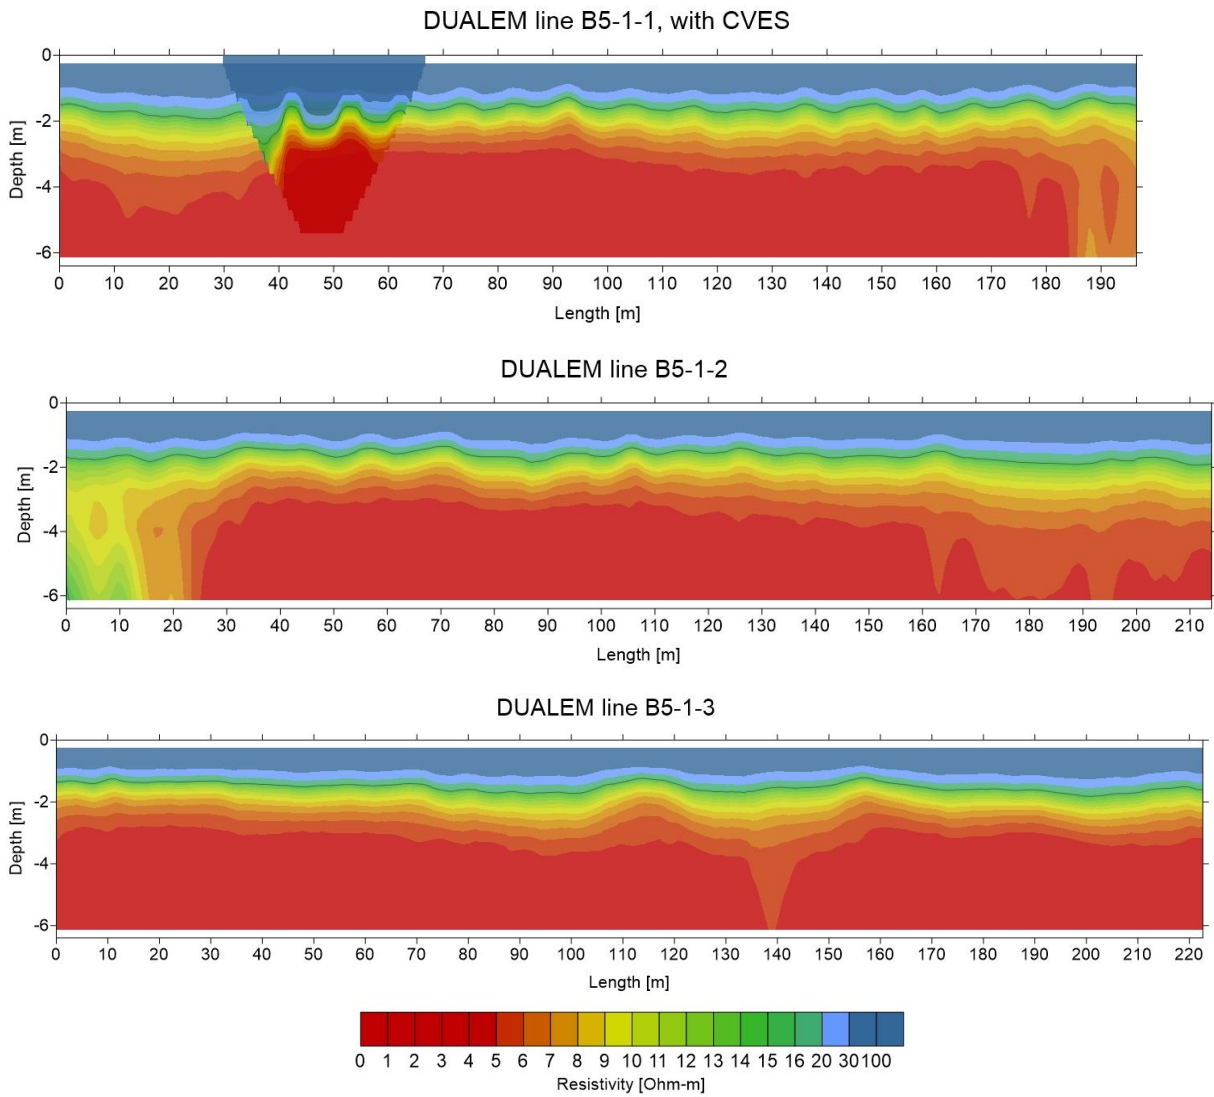 DUALEM line B5-1-1, with CVES
0
-2
-4
-6
Depth [m]
0 10 20 30 40 50 60 70 80 90 100 110 120 130 140 150 160 170 180 190
Length [m]
DUALEM line B5-1-2
0
-2
-4
-6
Depth [m]
0 10 20 30 40 50 60 70 80 90 100 110 120 130 140 150 160 170 180 190 200 210
Length [m]
DUALEM line B5-1-3
0
-2
-4
-6
Depth [m]
0 10 20 30 40 50 60 70 80 90 100 110 120 130 140 150 160 170 180 190 200 210 220
Length [m]
0 1 2 3 4 5 6 7 8 9 10 11 12 13 14 15 16 20 30 100
Resistivity [Ohm-m]